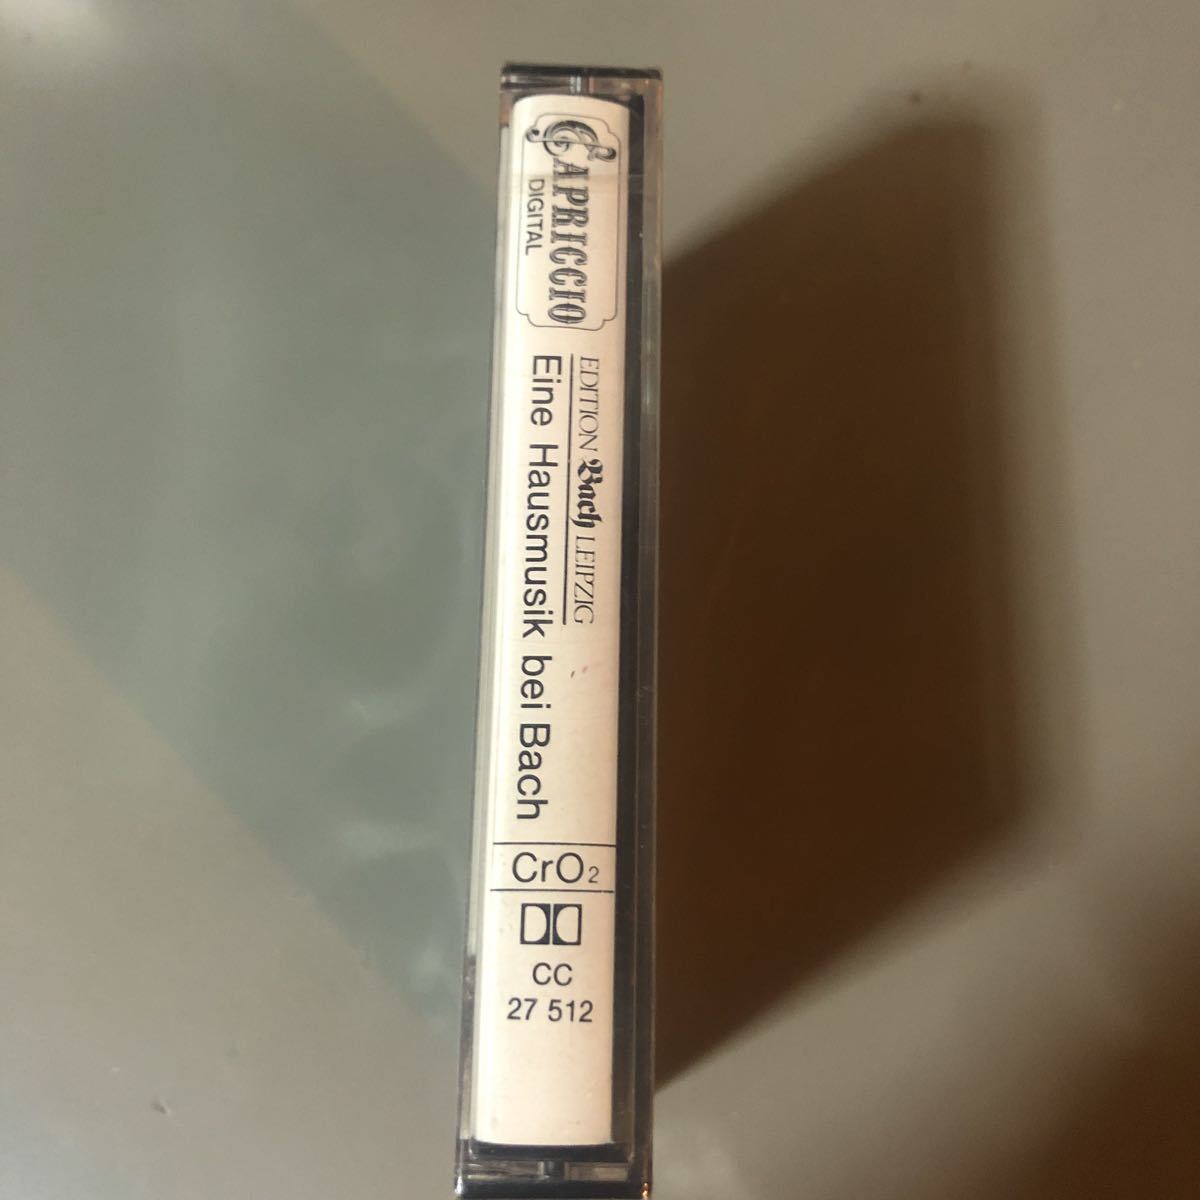 CAPRICCIO
DIGITAL
EDITION Bach LEIPZIG
Eine Hausmusik bei Bach
CrO2
CC
27 512